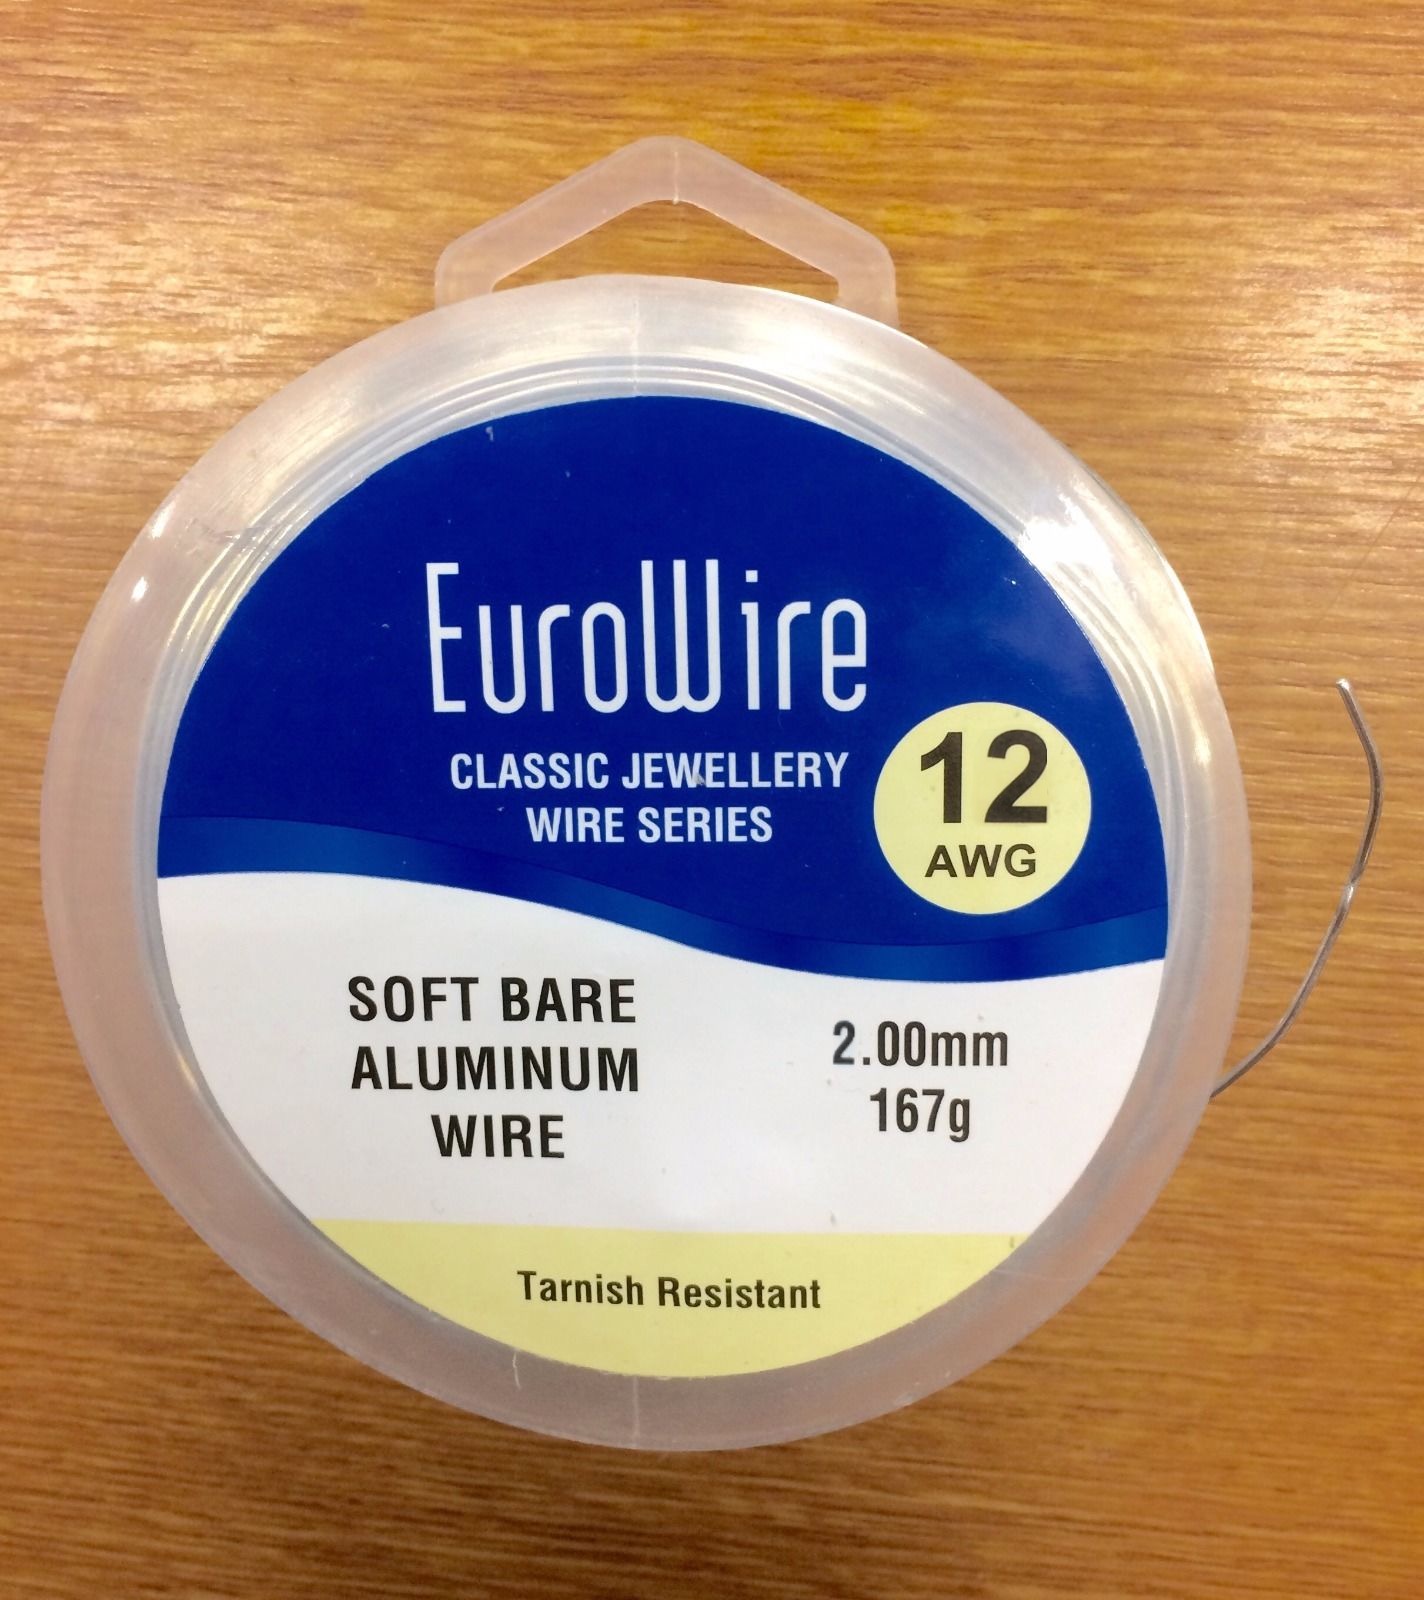 EuroWire
CLASSIC JEWELLERY
WIRE SERIES
12
AWG
SOFT BARE
ALUMINUM
WIRE
2.00mm
167g
Tarnish Resistant